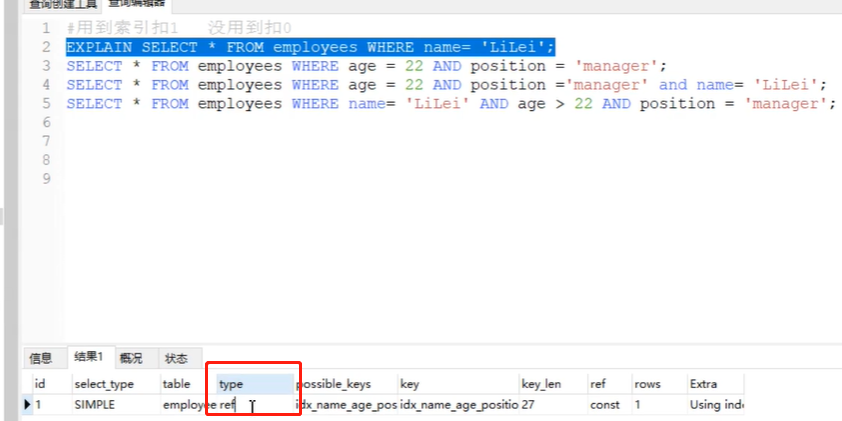 查询创建工具 查询编辑器
1 #用到索引扣1 没用到扣0
2 EXPLAIN SELECT * FROM employees WHERE name= 'LiLei';
3 SELECT * FROM employees WHERE age = 22 AND position = 'manager';
4 SELECT * FROM employees WHERE age = 22 AND position ='manager' and name= 'LiLei';
5 SELECT * FROM employees WHERE name= 'LiLei' AND age > 22 AND position = 'manager';
6
7
8
9
信息 结果1 概况 状态
id select_type table type possible_keys key key_len ref rows Extra
1 SIMPLE employee ref idx_name_age_pos idx_name_age_positio 27 const 1 Using ind